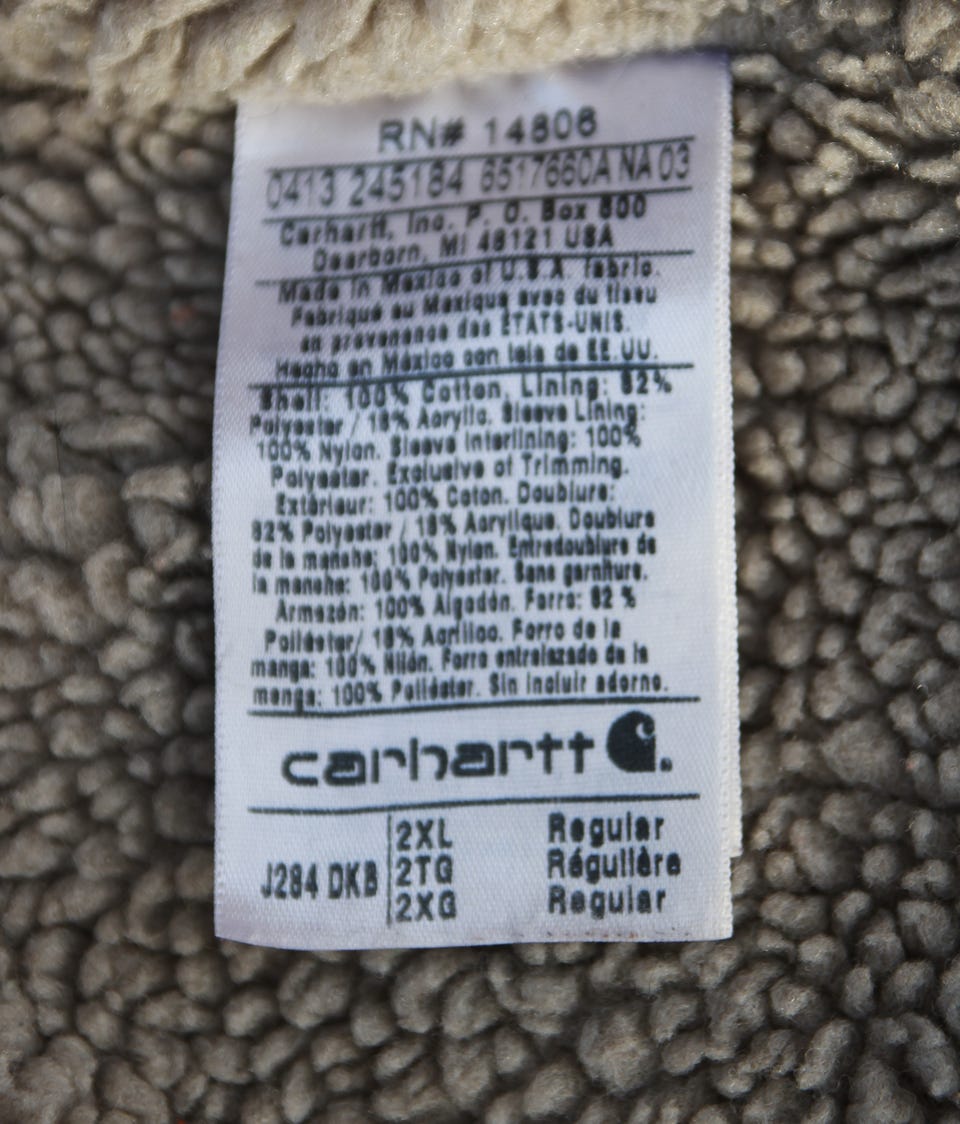 RN# 14806
0413 245184 6517660A NA 03
Carhartt, Inc. P. O. Box 600
Dearborn, MI 48121 USA
Made in Mexico of U.S.A. fabric.
Fabriqué au Mexique avec du tissu
en provenance des ÉTATS-UNIS.
Hecho en México con tela de EE.UU.
Shell: 100% Cotton, Lining: 82%
Polyester / 18% Acrylic. Sleeve Lining:
100% Nylon. Sleeve Interlining: 100%
Polyester. Exclusive of Trimming.
Extérieur: 100% Coton. Doublure:
82% Polyester / 18% Acrylique. Doublure
de la manche: 100% Nylon. Entredoublure de
la manche: 100% Polyester. Sans garniture.
Armazón: 100% Algodón. Forro: 82 %
Poliéster/ 18% Acrílico. Forro de la
manga: 100% Nilón. Forro entrelazado de la
manga: 100% Poliéster. Sin incluir adorno.
carhartt
J284 DKB
2XL Regular
2TG Régulière
2XG Regular